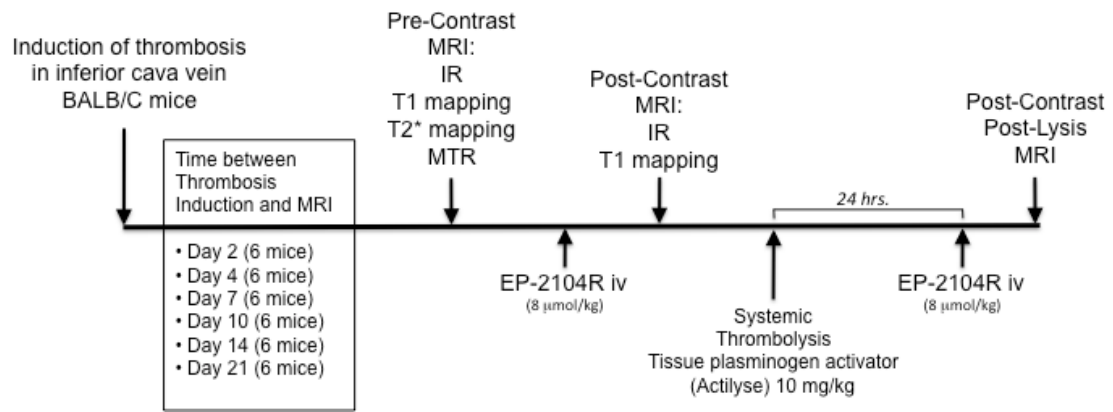 Induction of thrombosis
in inferior cava vein
BALB/C mice
Time between
Thrombosis
Induction and MRI
• Day 2 (6 mice)
• Day 4 (6 mice)
• Day 7 (6 mice)
• Day 10 (6 mice)
• Day 14 (6 mice)
• Day 21 (6 mice)
Pre-Contrast
MRI:
IR
T1 mapping
T2* mapping
MTR
EP-2104R iv
(8 μmol/kg)
Post-Contrast
MRI:
IR
T1 mapping
Systemic
Thrombolysis
Tissue plasminogen activator
(Actilyse) 10 mg/kg
24 hrs.
EP-2104R iv
(8 μmol/kg)
Post-Contrast
Post-Lysis
MRI